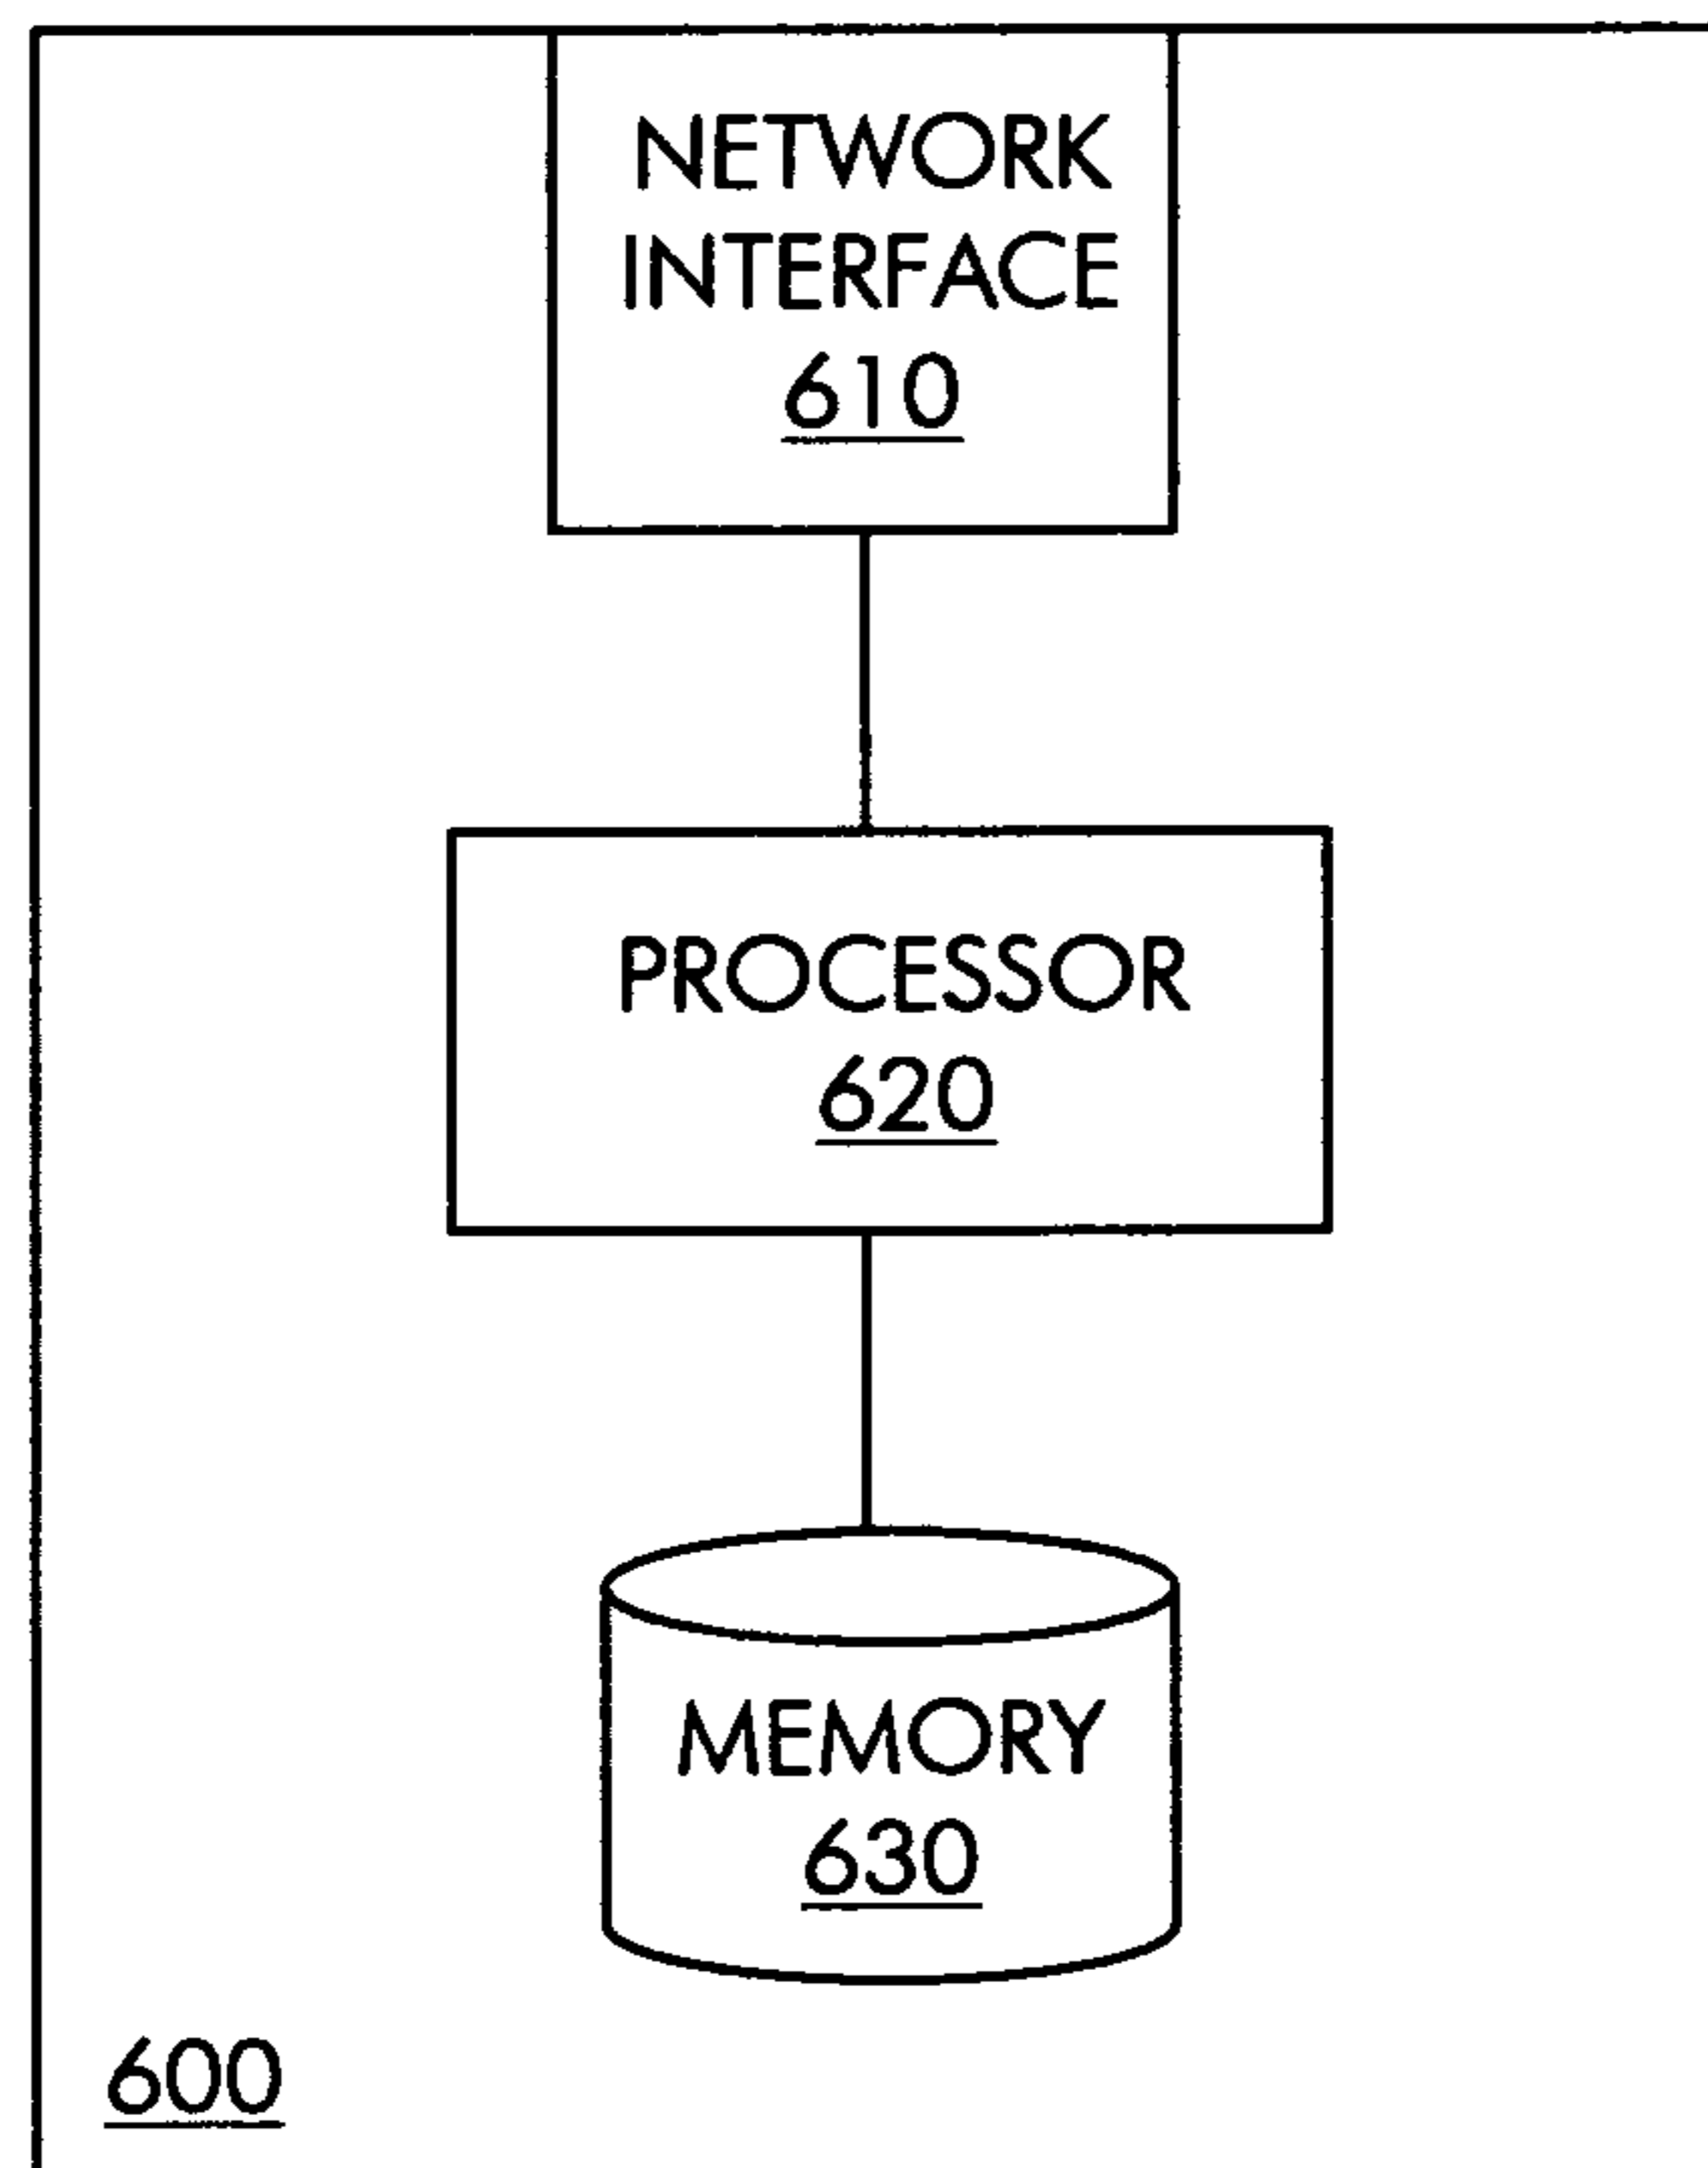 NETWORK
INTERFACE
610
PROCESSOR
620
MEMORY
630
600